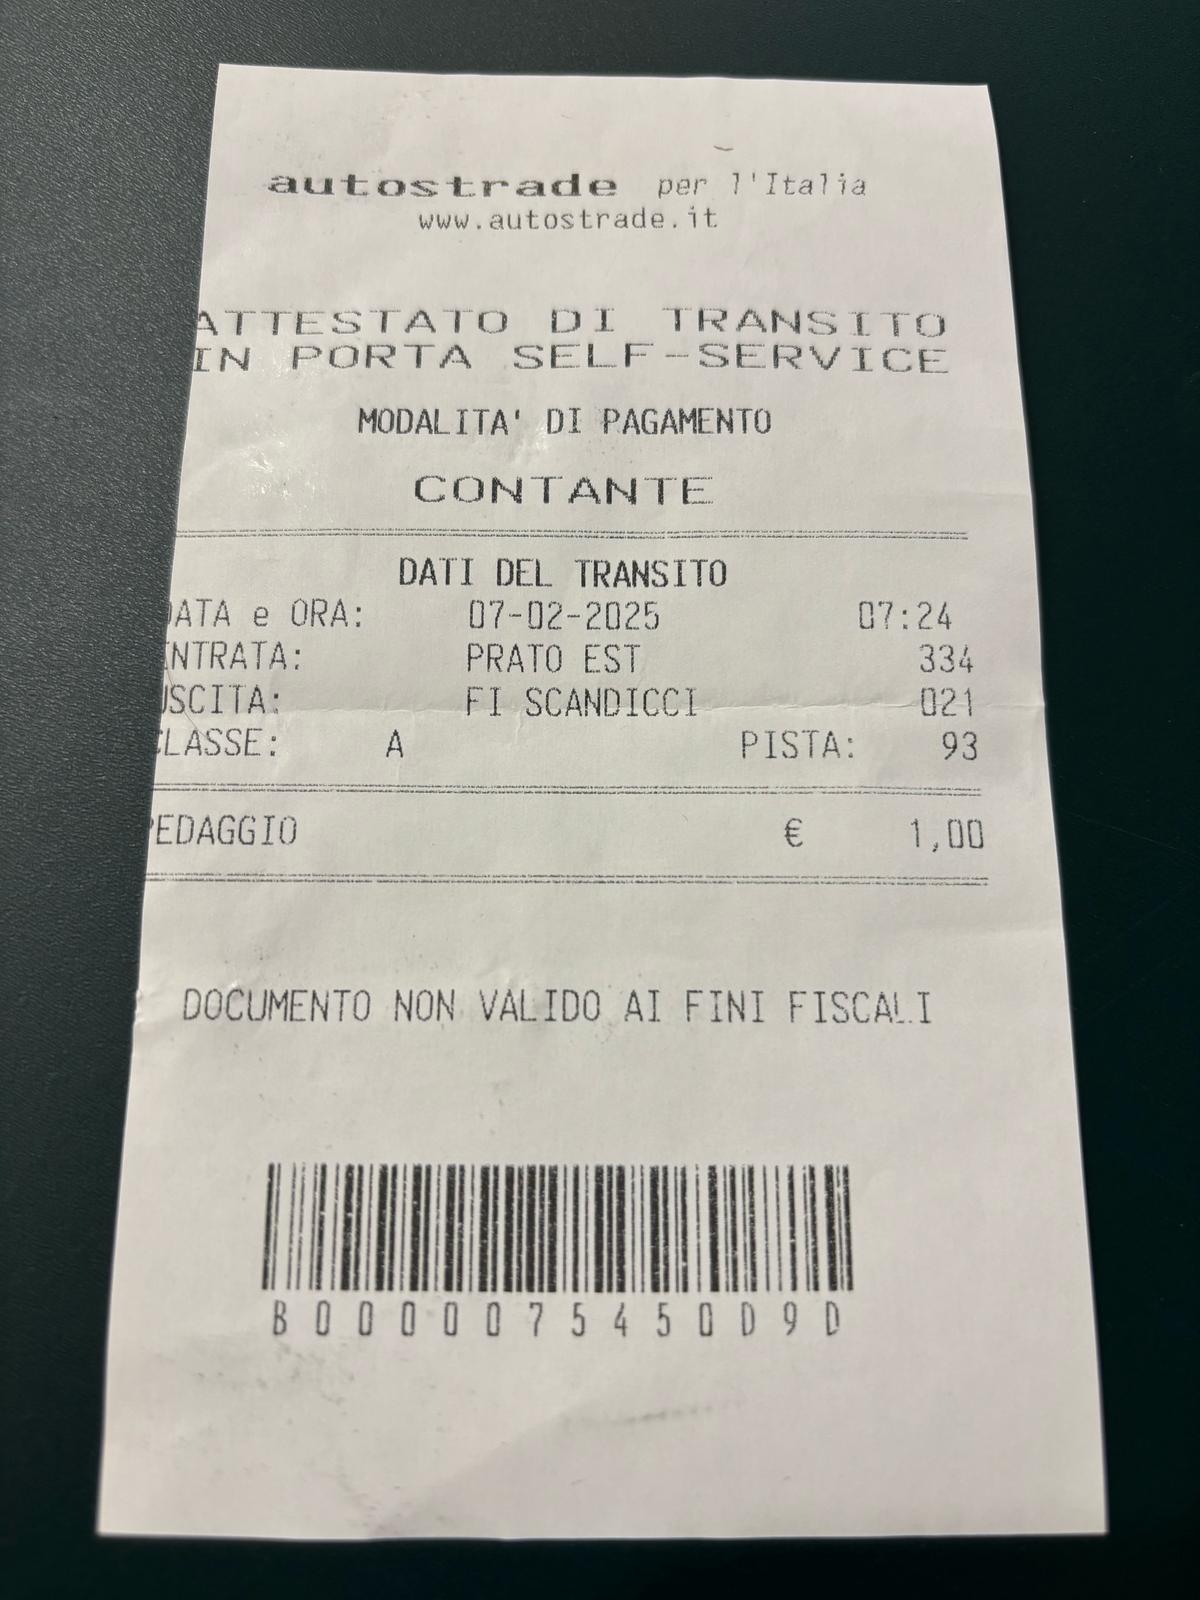 autostrade per l'Italia
www.autostrade.it
ATTESTATO DI TRANSITO
IN PORTA SELF-SERVICE
MODALITA' DI PAGAMENTO
CONTANTE
DATI DEL TRANSITO
DATA e ORA: 07-02-2025 07:24
ENTRATA: PRATO EST 334
USCITA: FI SCANDICCI 021
CLASSE: A PISTA: 93
PEDAGGIO € 1,00
DOCUMENTO NON VALIDO AI FINI FISCALI
B0000075450D9D